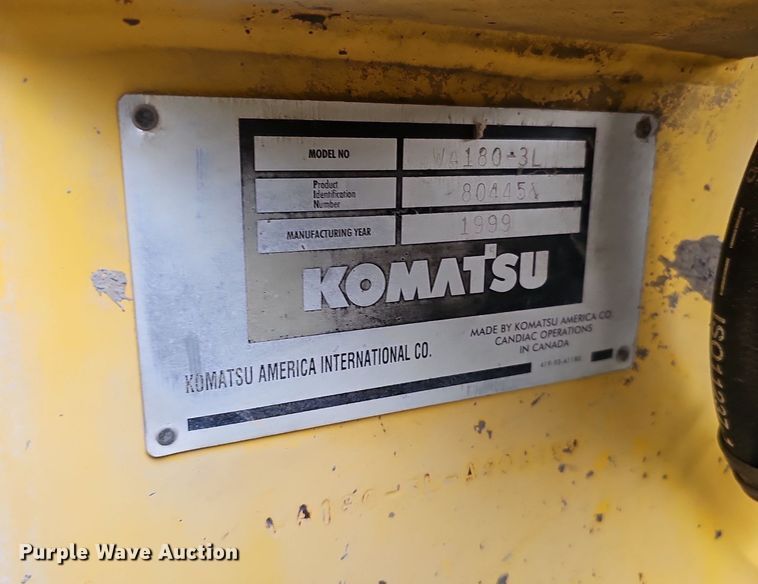 MODEL NO WA180-3L
Product
Identification
Number
MANUFACTURING YEAR 1999
KOMATSU
MADE BY KOMATSU AMERICA CO.
CANDIAC OPERATIONS
IN CANADA
KOMATSU AMERICA INTERNATIONAL CO.
Purple Wave Auction